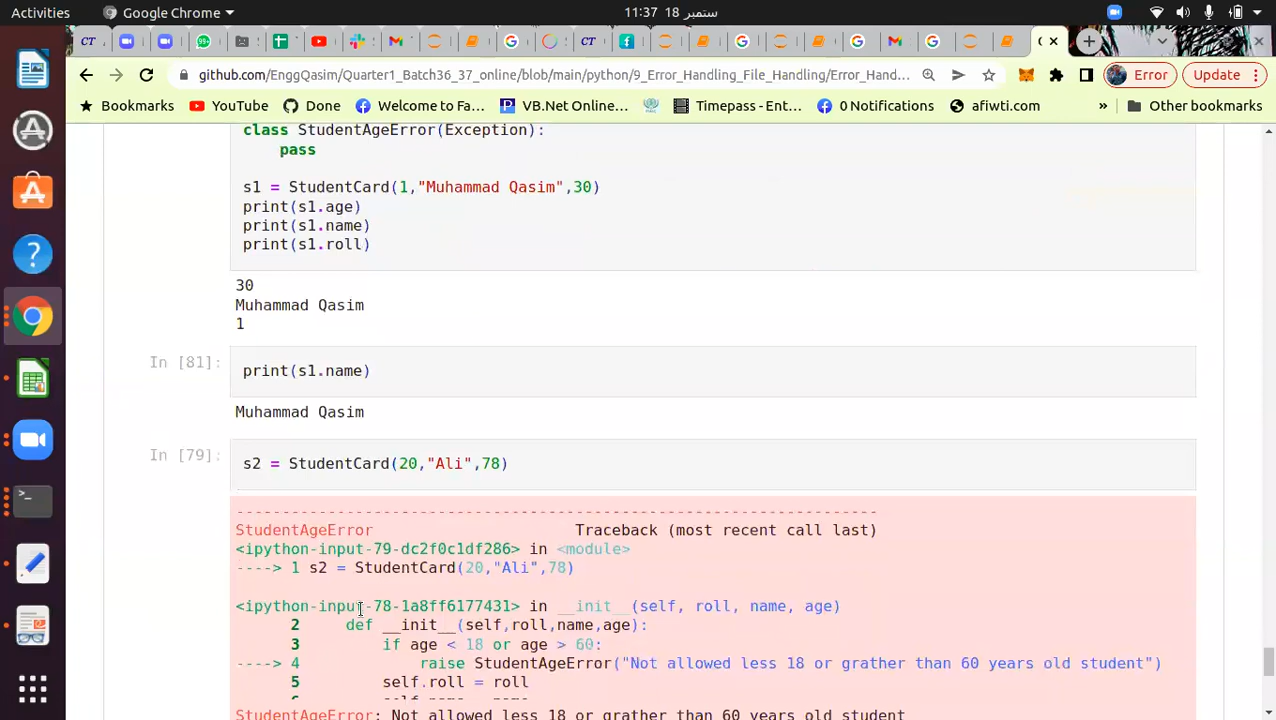 Activities
Google Chrome
11:37 ستمبر 18
CT
CT
github.com/EnggQasim/Quarter1_Batch36_37_online/blob/main/python/9_Error_Handling_File_Handling/Error_Hand...
Error
Update
Bookmarks
YouTube
Done
Welcome to Fa...
VB.Net Online...
Timepass - Ent...
0 Notifications
afiwti.com
»
Other bookmarks
class StudentAgeError(Exception):
pass
s1 = StudentCard(1,"Muhammad Qasim",30)
print(s1.age)
print(s1.name)
print(s1.roll)
30
Muhammad Qasim
1
In [81]:
print(s1.name)
Muhammad Qasim
In [79]:
s2 = StudentCard(20,"Ali",78)
---------------------------------------------------------------------------
StudentAgeError Traceback (most recent call last)
<ipython-input-79-dc2f0c1df286> in <module>
----> 1 s2 = StudentCard(20,"Ali",78)
<ipython-input-78-1a8ff6177431> in __init__(self, roll, name, age)
2 def __init__(self,roll,name,age):
3 if age < 18 or age > 60:
----> 4 raise StudentAgeError("Not allowed less 18 or grather than 60 years old student")
5 self.roll = roll
StudentAgeError: Not allowed less 18 or grather than 60 years old student